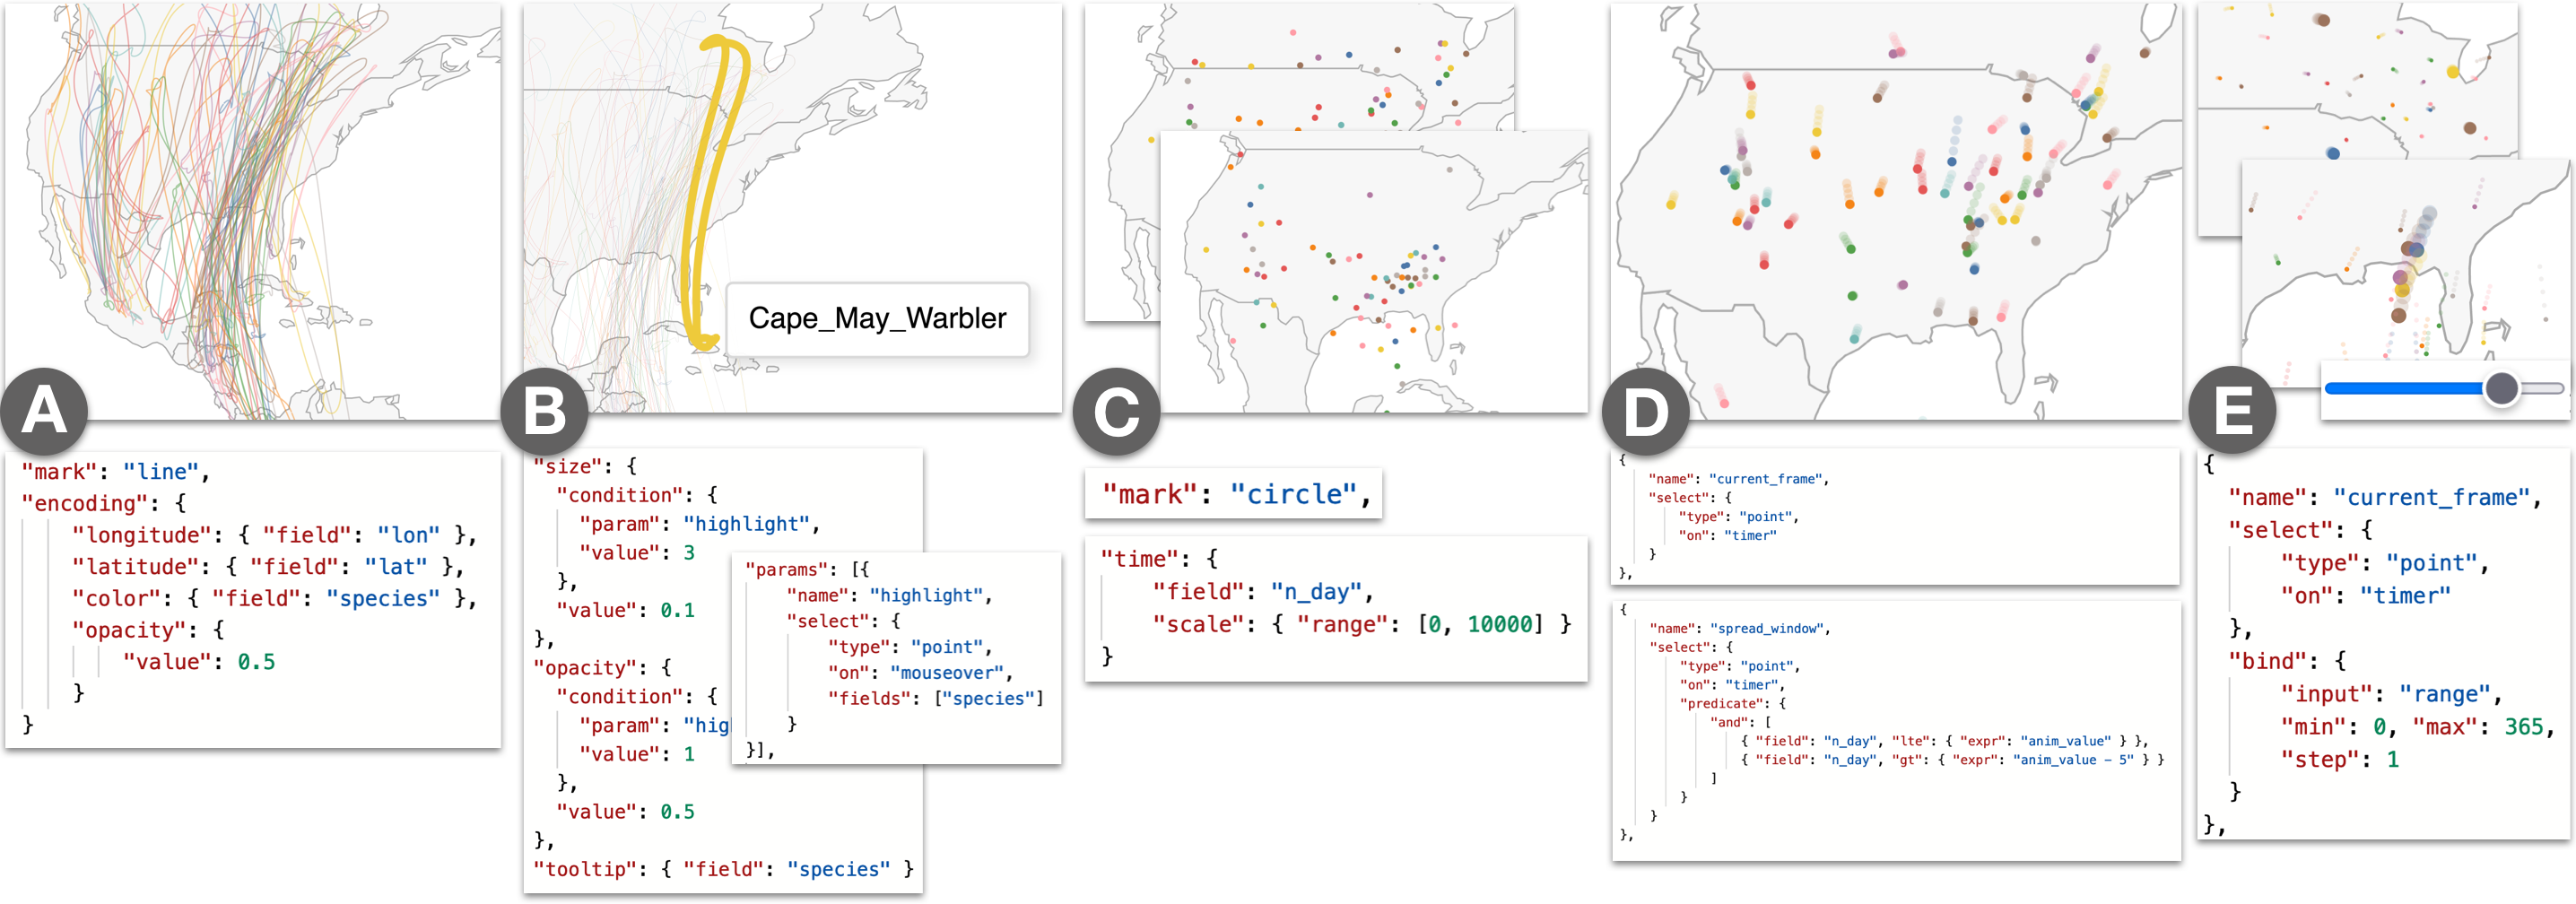 A
"mark": "line",
"encoding": {
"longitude": { "field": "lon" },
"latitude": { "field": "lat" },
"color": { "field": "species" },
"opacity": {
"value": 0.5
}
}
B
Cape_May_Warbler
"size": {
"condition": {
"param": "highlight",
"value": 3
},
"value": 0.1
},
"opacity": {
"condition": {
"param": "hig
"value": 1
},
"value": 0.5
},
"tooltip": { "field": "species" }
"params": [{
"name": "highlight",
"select": {
"type": "point",
"on": "mouseover",
"fields": ["species"]
}
}],
C
"mark": "circle",
"time": {
"field": "n_day",
"scale": { "range": [0, 10000] }
}
D
{
"name": "current_frame",
"select": {
"type": "point",
"on": "timer"
}
},
{
"name": "spread_window",
"select": {
"type": "point",
"on": "timer",
"predicate": {
"and": [
{ "field": "n_day", "lte": { "expr": "anim_value" } },
{ "field": "n_day", "gt": { "expr": "anim_value – 5" } }
]
}
}
},
E
{
"name": "current_frame",
"select": {
"type": "point",
"on": "timer"
},
"bind": {
"input": "range",
"min": 0, "max": 365,
"step": 1
}
},